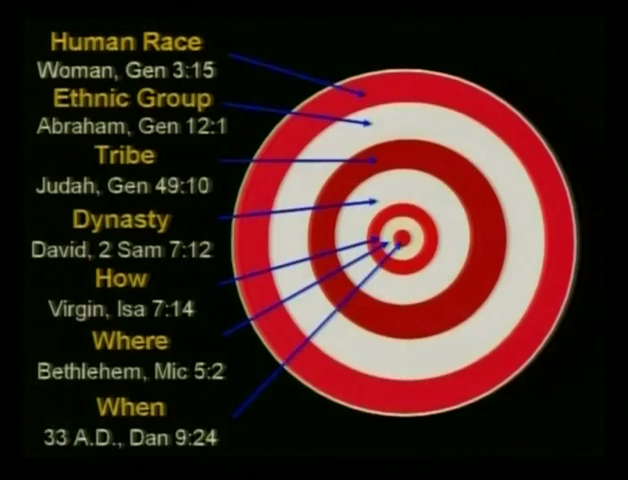 Human Race
Woman, Gen 3:15
Ethnic Group
Abraham, Gen 12:1
Tribe
Judah, Gen 49:10
Dynasty
David, 2 Sam 7:12
How
Virgin, Isa 7:14
Where
Bethlehem, Mic 5:2
When
33 A.D., Dan 9:24